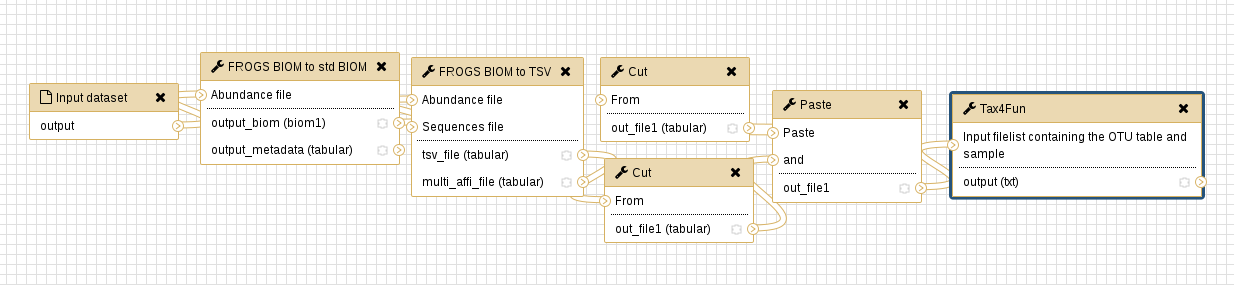 Input dataset
output
FROGS BIOM to std BIOM
Abundance file
output_biom (biom1)
output_metadata (tabular)
FROGS BIOM to TSV
Abundance file
Sequences file
tsv_file (tabular)
multi_affi_file (tabular)
Cut
From
out_file1 (tabular)
Cut
From
out_file1 (tabular)
Paste
Paste
and
out_file1
Tax4Fun
Input filelist containing the OTU table and
sample
output (txt)